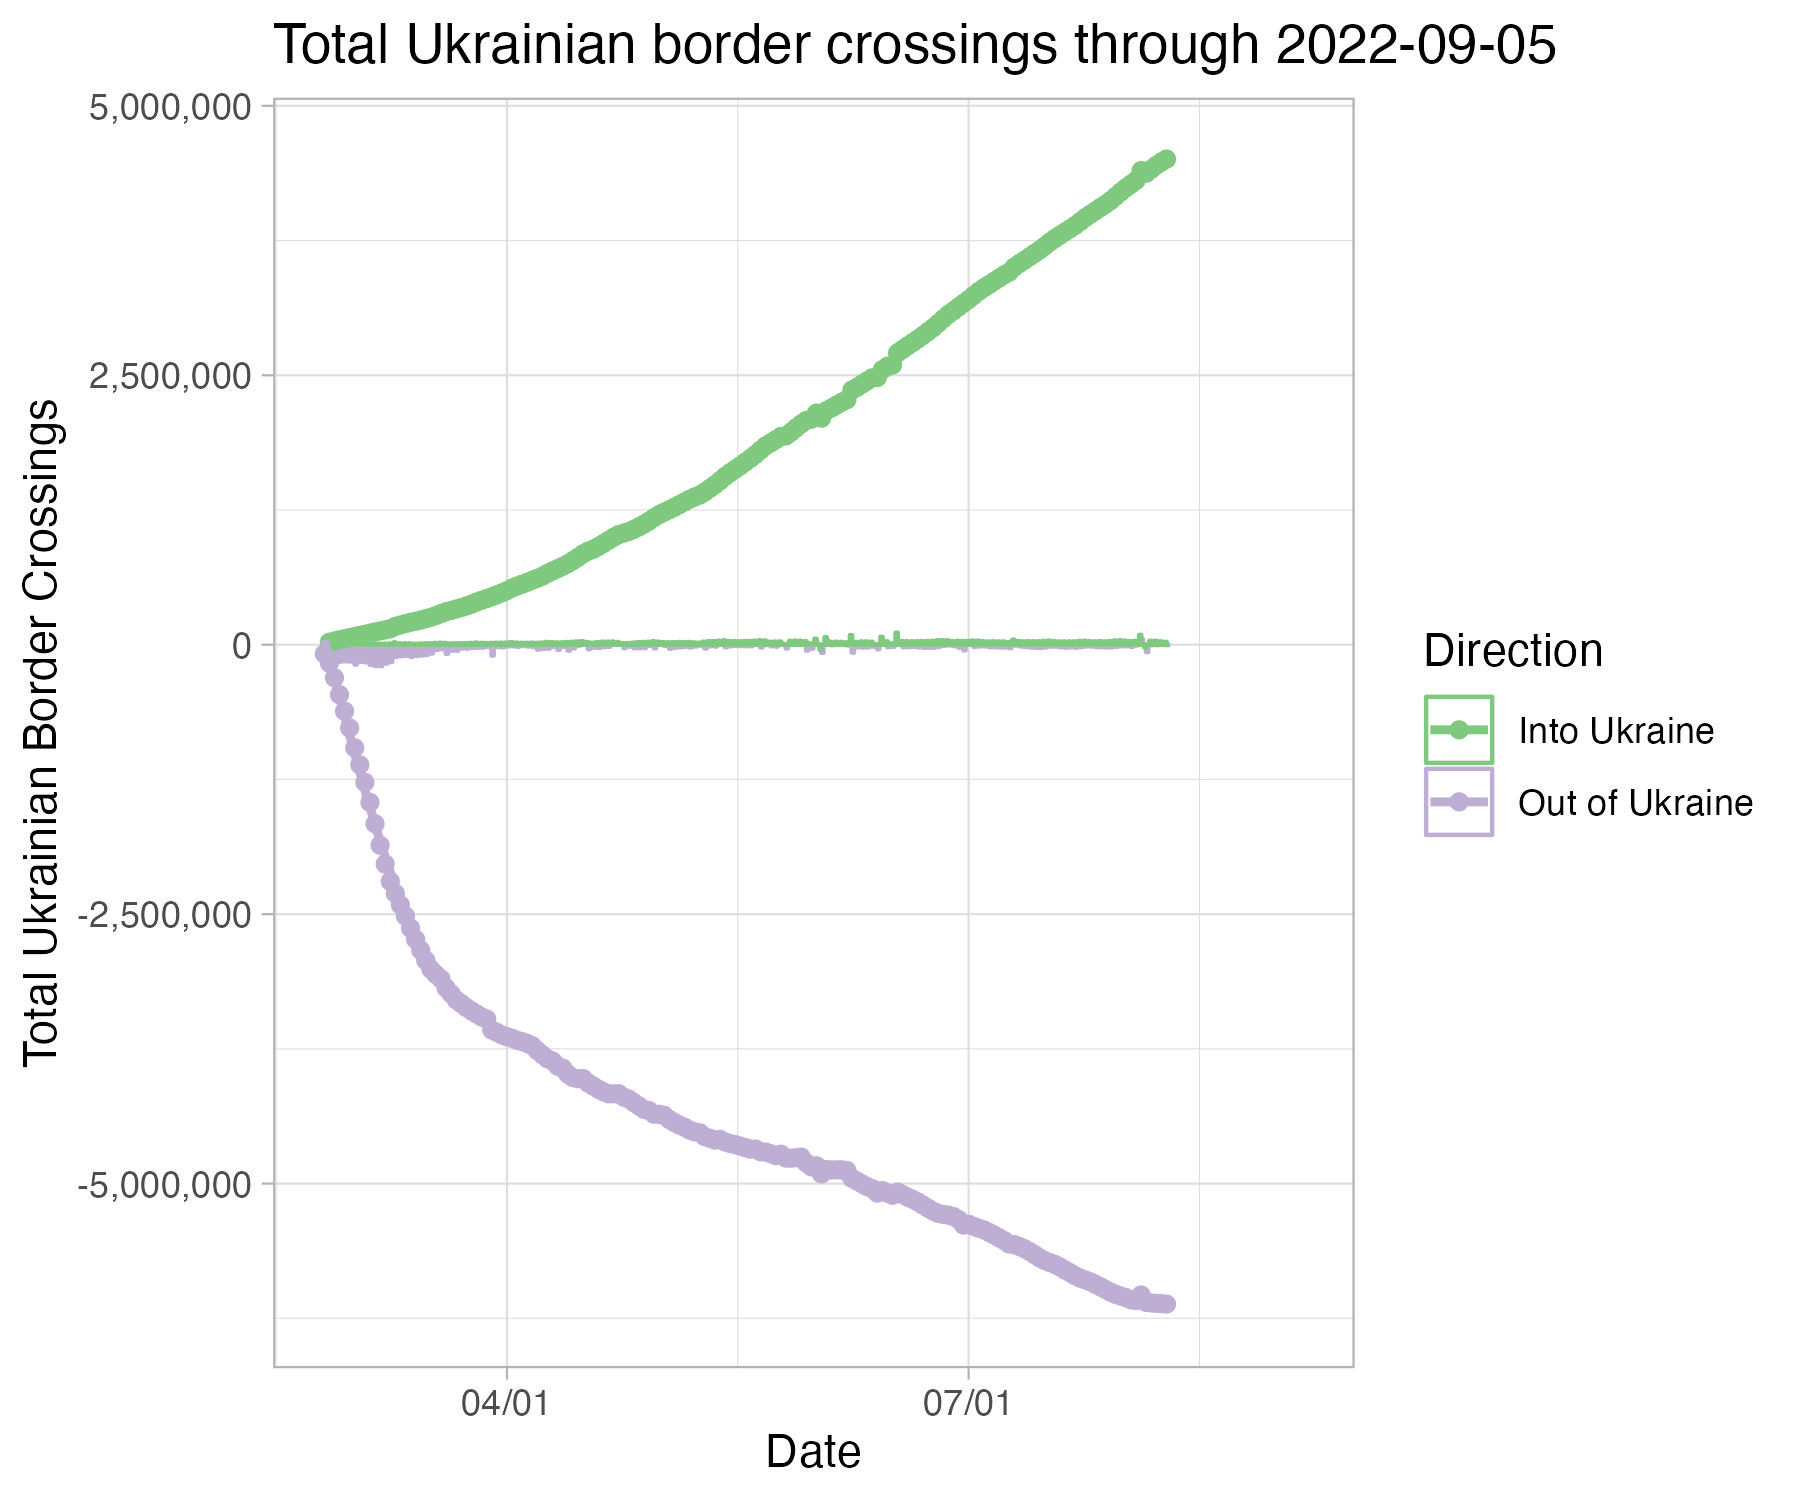 Total Ukrainian border crossings through 2022-09-05
Total Ukrainian Border Crossings
5,000,000
2,500,000
0
-2,500,000
-5,000,000
04/01
07/01
Date
Direction
Into Ukraine
Out of Ukraine